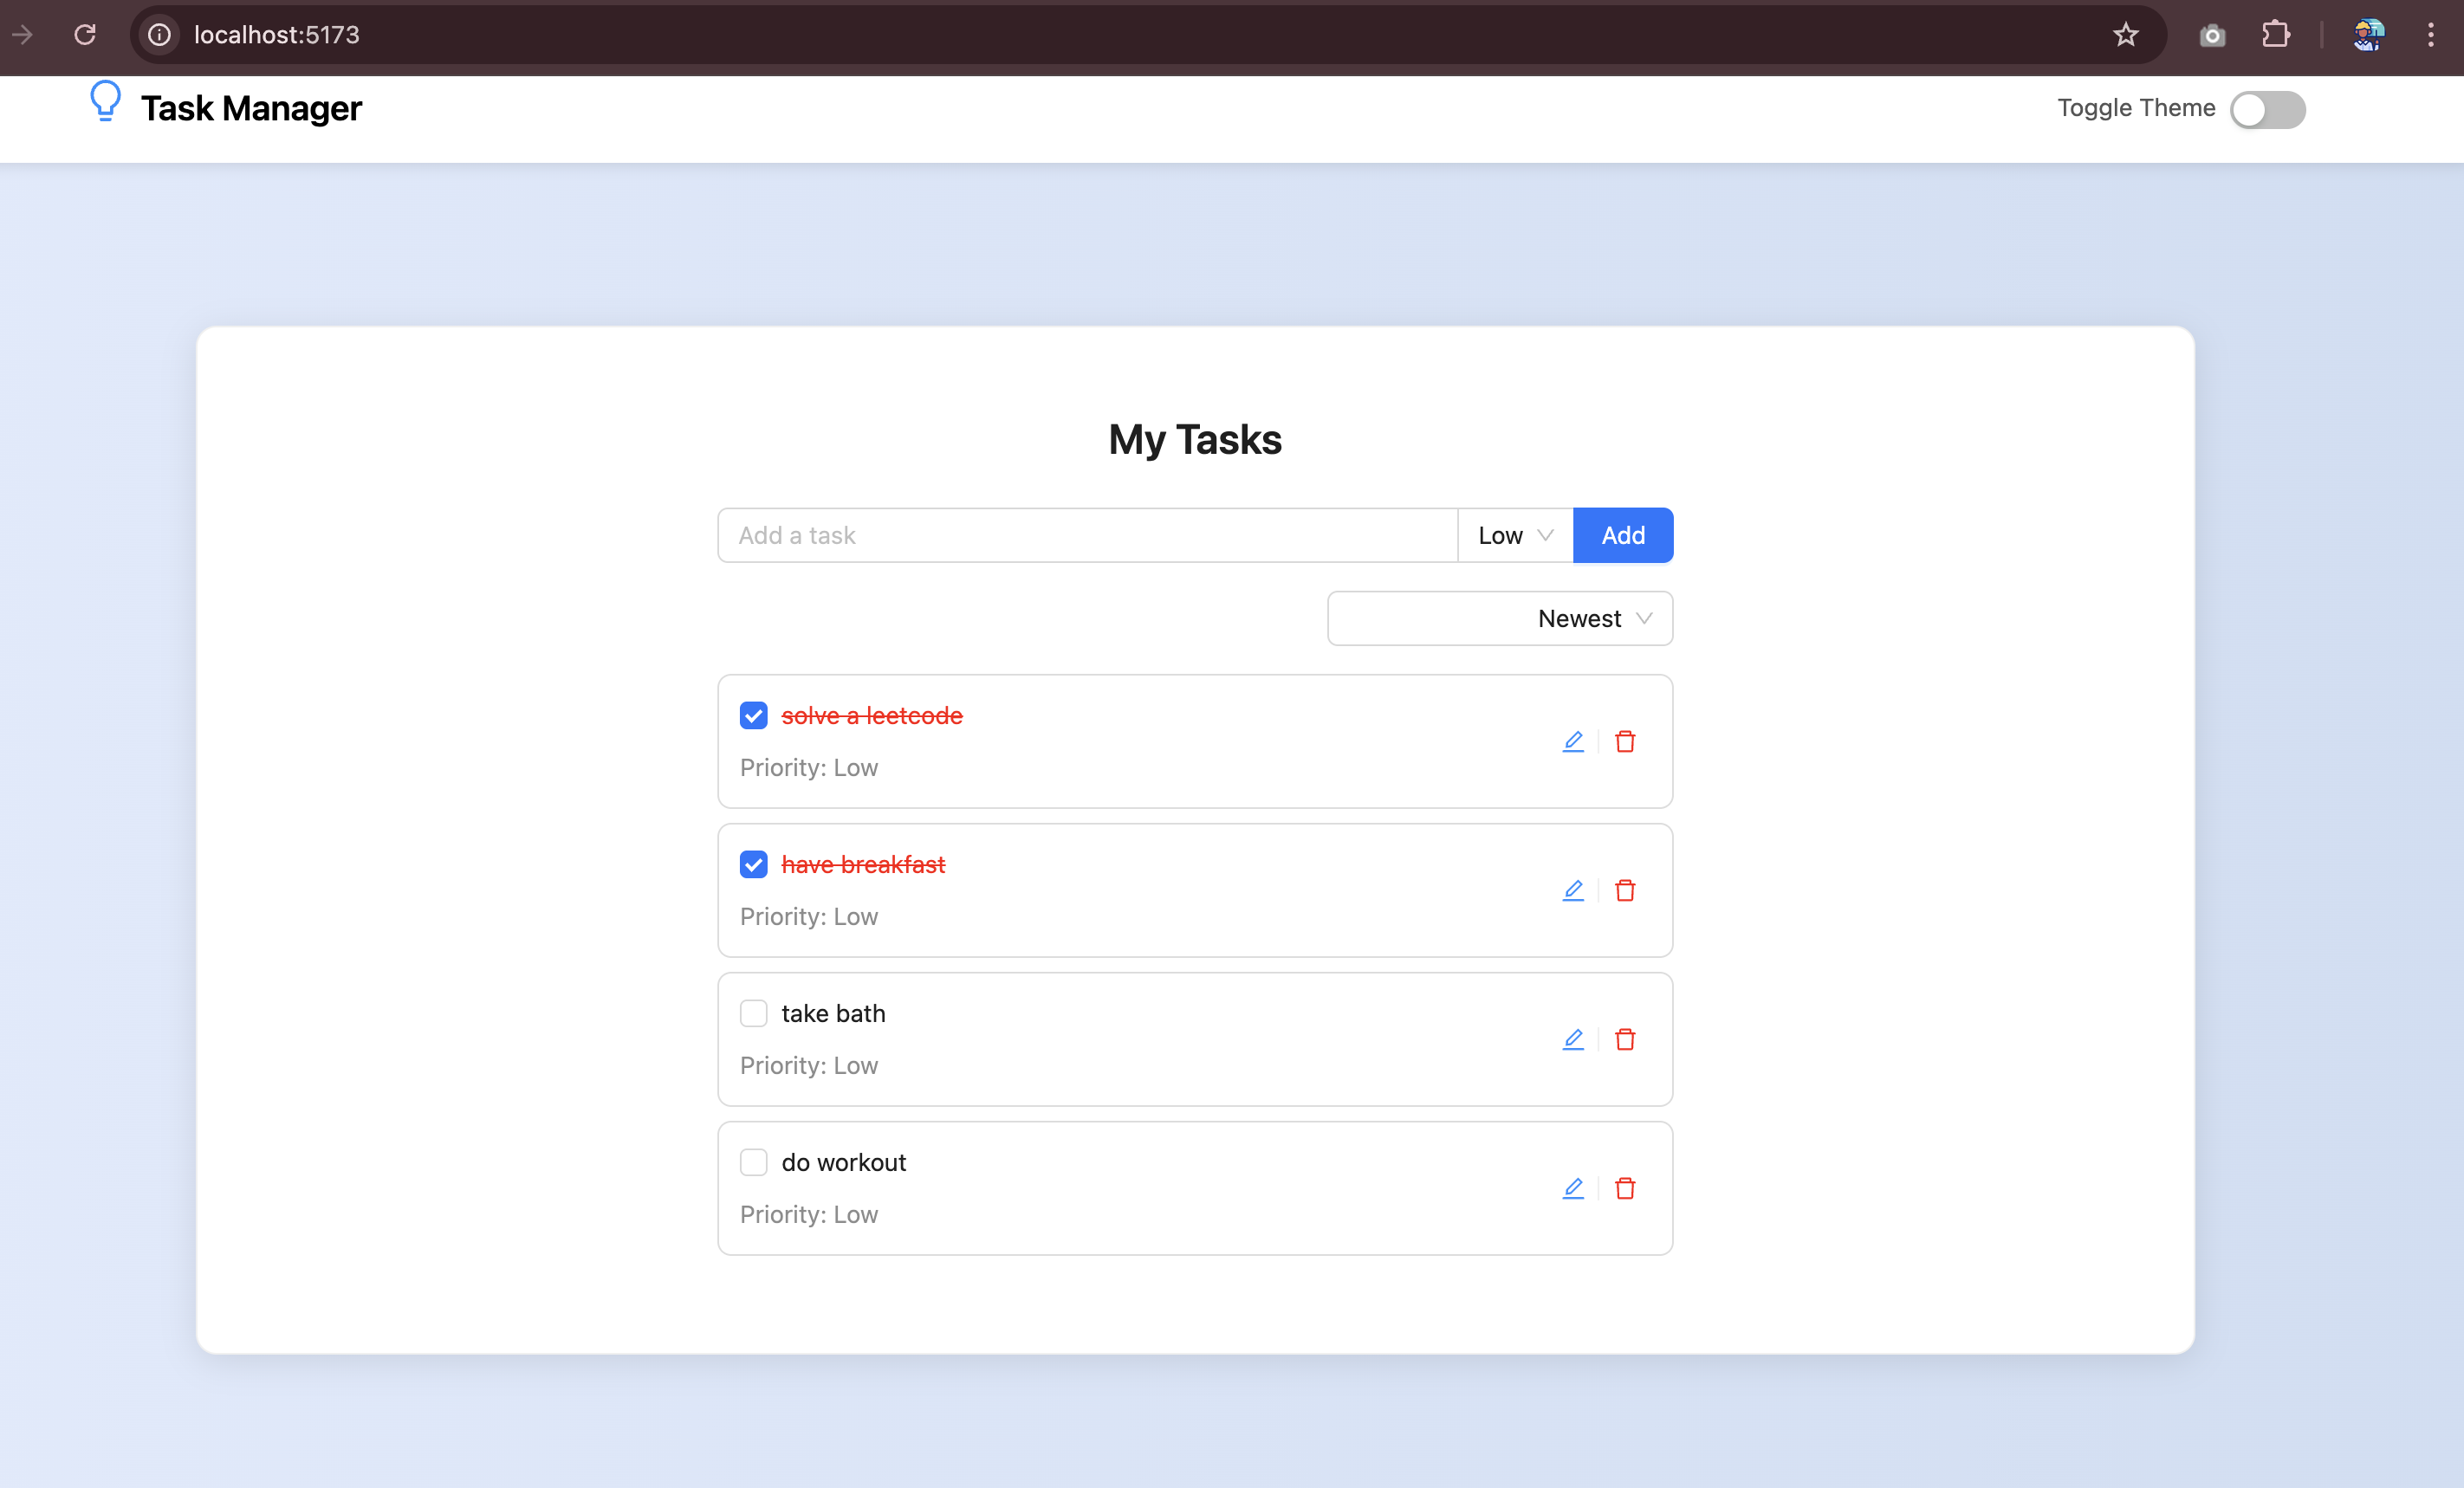 localhost:5173
Task Manager
Toggle Theme
My Tasks
Add a task Low Add
Newest
solve a leetcode
Priority: Low
have breakfast
Priority: Low
take bath
Priority: Low
do workout
Priority: Low